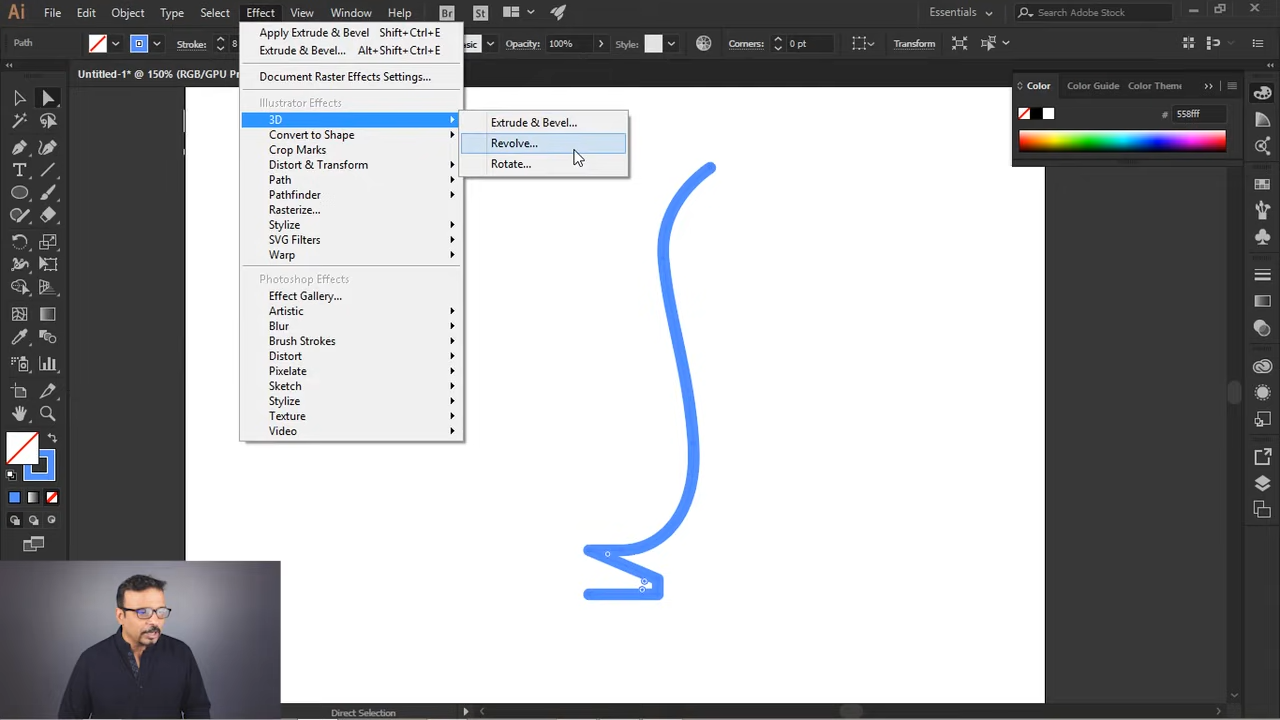 Ai File Edit Object Type Select Effect View Window Help Br St Essentials Search Adobe Stock
Path Stroke: 8 Opacity: 100% Style: Corners: 0 pt Transform
Untitled-1* @ 150% (RGB/GPU Pr
Apply Extrude & Bevel Shift+Ctrl+E
Extrude & Bevel... Alt+Shift+Ctrl+E
Document Raster Effects Settings...
Illustrator Effects
3D
Convert to Shape
Crop Marks
Distort & Transform
Path
Pathfinder
Rasterize...
Stylize
SVG Filters
Warp
Photoshop Effects
Effect Gallery...
Artistic
Blur
Brush Strokes
Distort
Pixelate
Sketch
Stylize
Texture
Video
Extrude & Bevel...
Revolve...
Rotate...
Color Color Guide Color Theme
# 558fff
Direct Selection